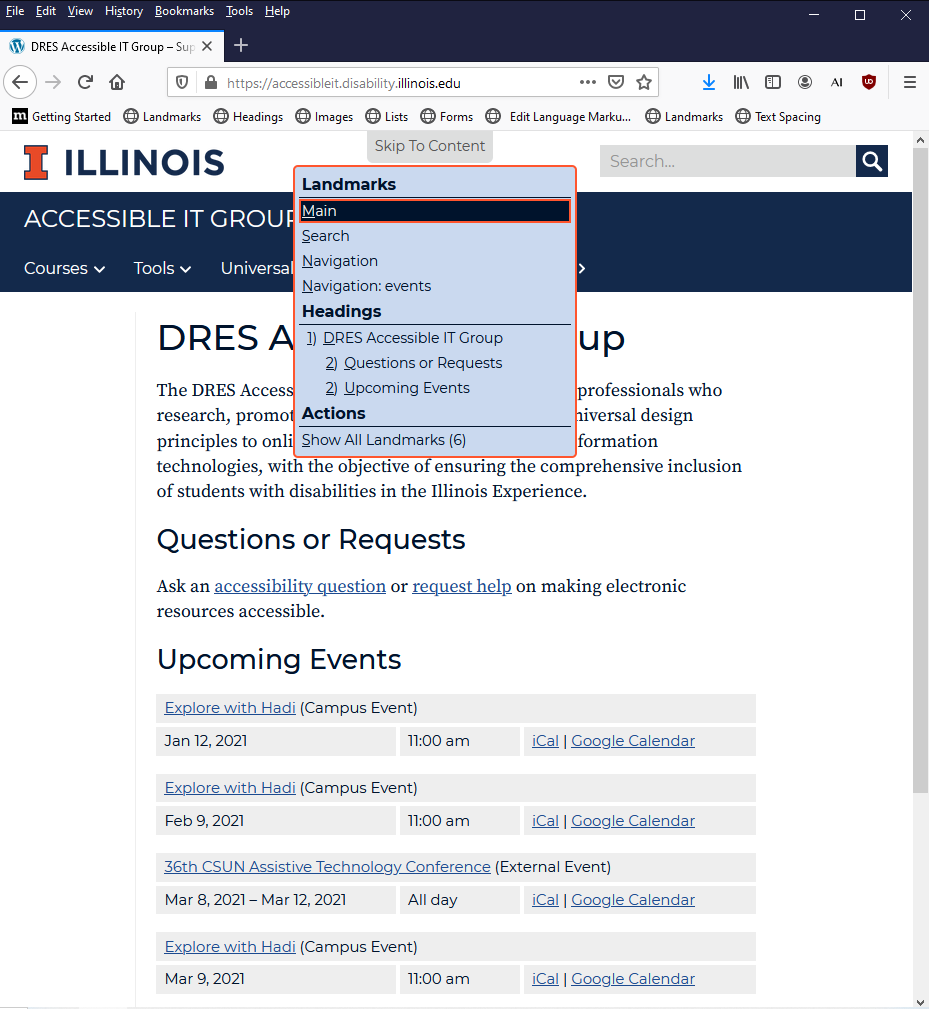 File Edit View History Bookmarks Tools Help
DRES Accessible IT Group – Sup
https://accessibleit.disability.illinois.edu
Getting Started Landmarks Headings Images Lists Forms Edit Language Marku... Landmarks Text Spacing
Skip To Content
ILLINOIS
Search...
Landmarks
Main
Search
Navigation
Navigation: events
Headings
1) DRES Accessible IT Group
2) Questions or Requests
2) Upcoming Events
Actions
Show All Landmarks (6)
ACCESSIBLE IT GROUP
Courses Tools Universal
DRES A up
The DRES Access professionals who
research, promot niversal design
principles to onli formation
technologies, with the objective of ensuring the comprehensive inclusion
of students with disabilities in the Illinois Experience.
Questions or Requests
Ask an accessibility question or request help on making electronic
resources accessible.
Upcoming Events
Explore with Hadi (Campus Event)
Jan 12, 2021 11:00 am iCal | Google Calendar
Explore with Hadi (Campus Event)
Feb 9, 2021 11:00 am iCal | Google Calendar
36th CSUN Assistive Technology Conference (External Event)
Mar 8, 2021 – Mar 12, 2021 All day iCal | Google Calendar
Explore with Hadi (Campus Event)
Mar 9, 2021 11:00 am iCal | Google Calendar